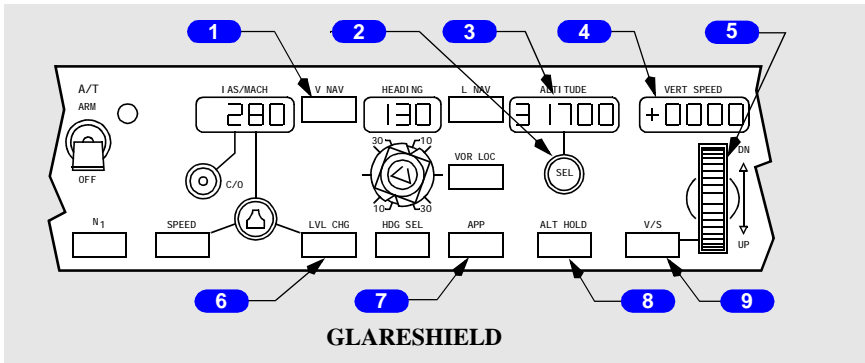 1 2 3 4 5
A/T IAS/MACH V NAV HEADING L NAV ALTITUDE VERT SPEED
ARM
280 130 31700 +0000
30 10 DN
VOR LOC
OFF C/O SEL
10 30
N1 SPEED LVL CHG HDG SEL APP ALT HOLD V/S UP
6 7 8 9
GLARESHIELD